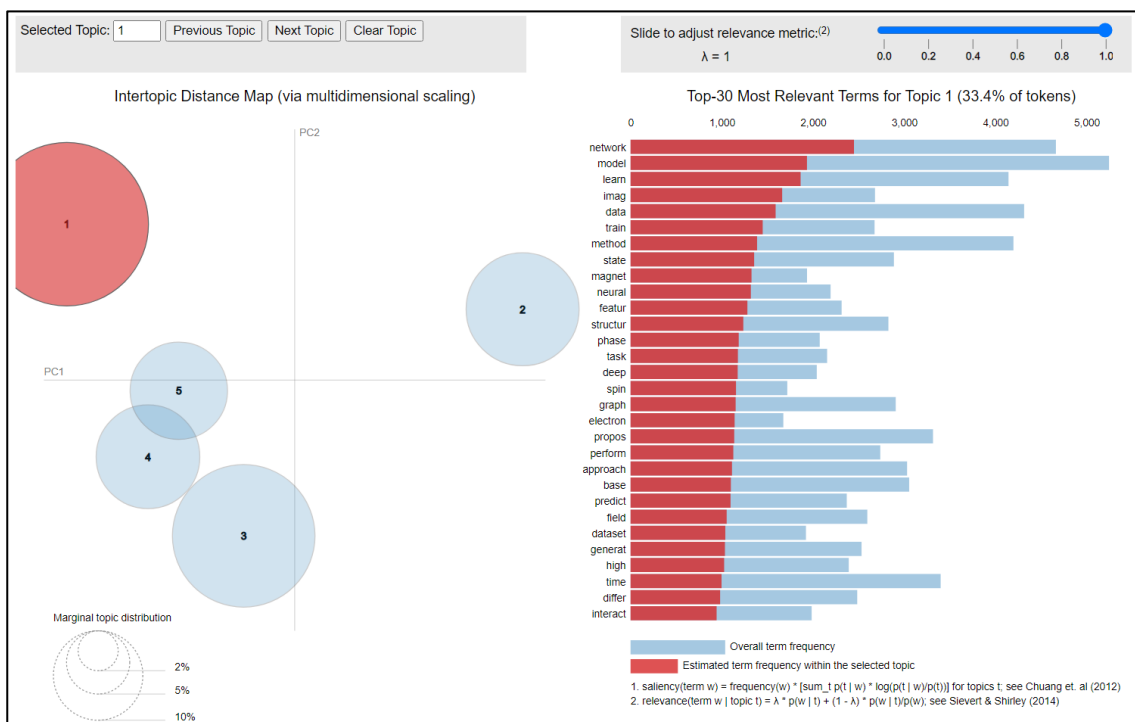 Selected Topic: 1 Previous Topic Next Topic Clear Topic
Slide to adjust relevance metric:(2)
λ = 1
0.0 0.2 0.4 0.6 0.8 1.0
Intertopic Distance Map (via multidimensional scaling)
PC2
PC1
1
2
5
4
3
Marginal topic distribution
2%
5%
10%
Top-30 Most Relevant Terms for Topic 1 (33.4% of tokens)
0 1,000 2,000 3,000 4,000 5,000
network
model
learn
imag
data
train
method
state
magnet
neural
featur
structur
phase
task
deep
spin
graph
electron
propos
perform
approach
base
predict
field
dataset
generat
high
time
differ
interact
Overall term frequency
Estimated term frequency within the selected topic
1. saliency(term w) = frequency(w) * [sum_t p(t | w) * log(p(t | w)/p(t))] for topics t; see Chuang et. al (2012)
2. relevance(term w | topic t) = λ * p(w | t) + (1 - λ) * p(w | t)/p(w); see Sievert & Shirley (2014)